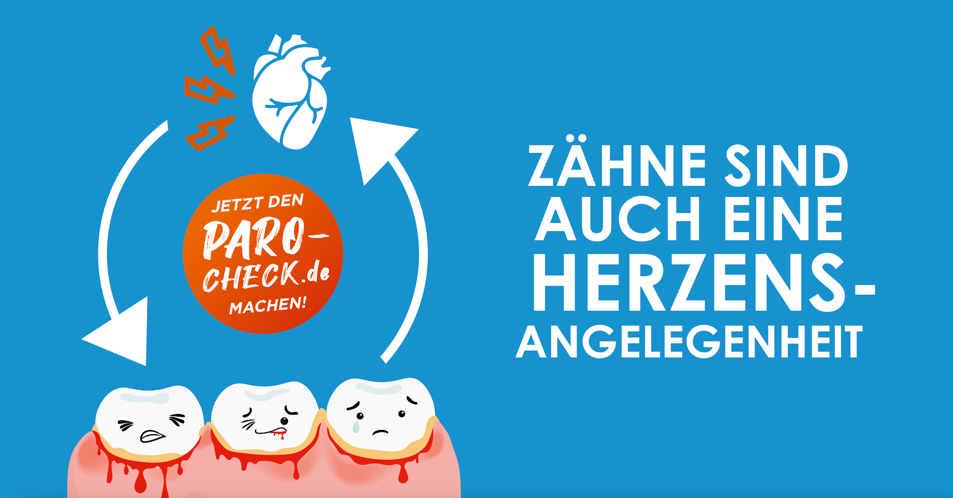 JETZT DEN
PARO-
CHECK.de
MACHEN!
ZÄHNE SIND
AUCH EINE
HERZENS-
ANGELEGENHEIT